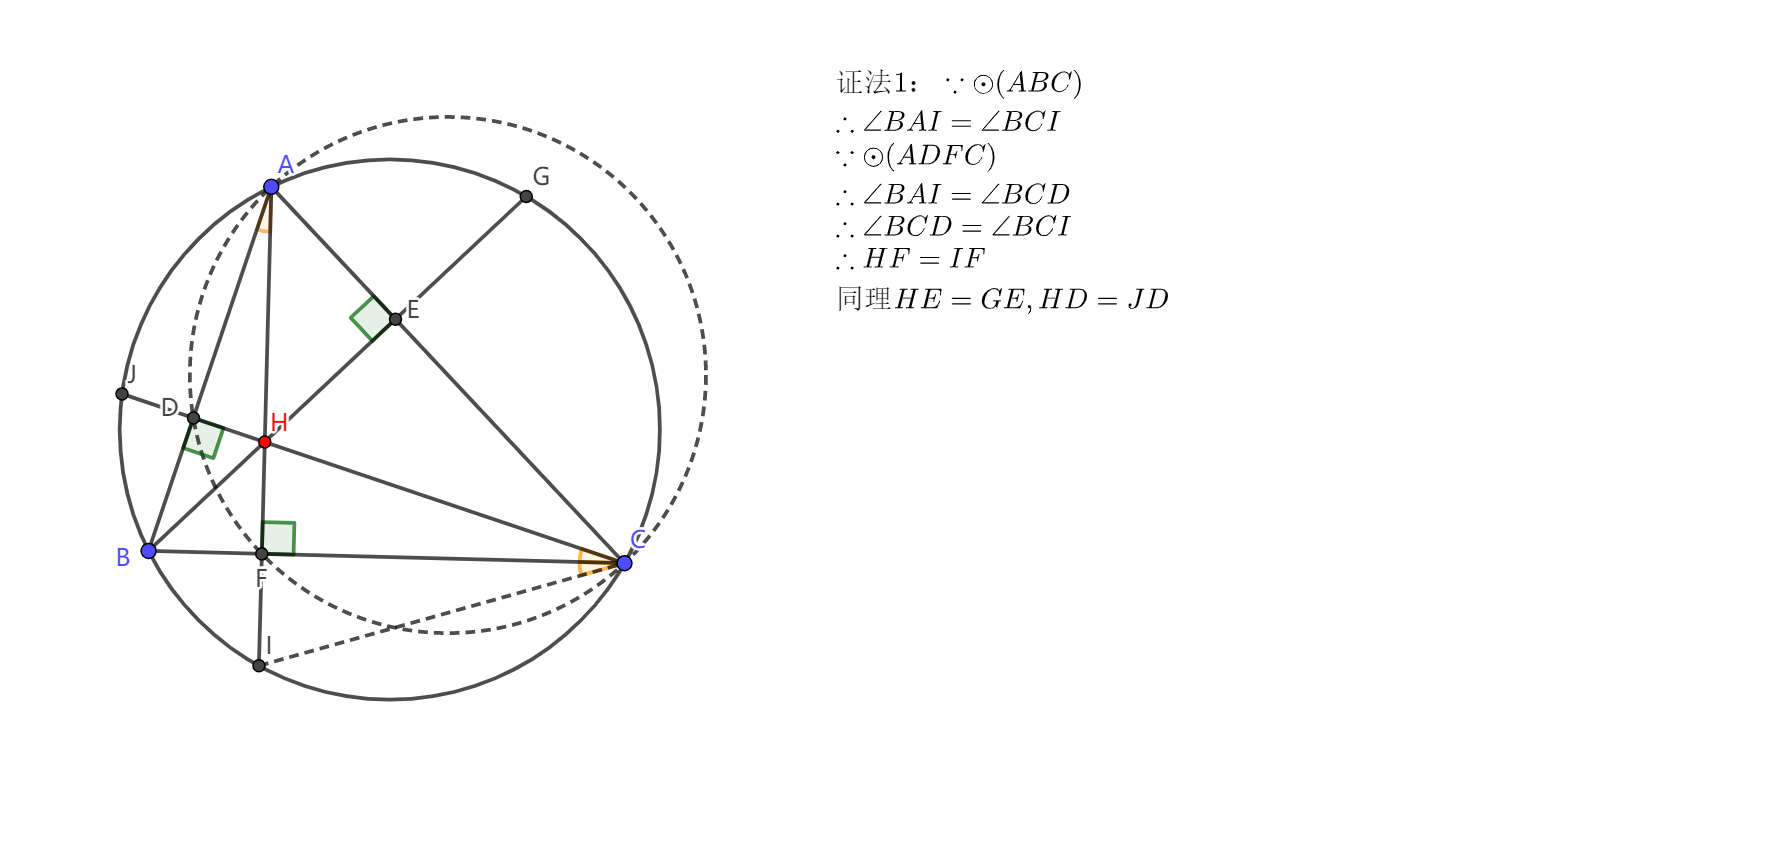 A
G
E
J
D
H
B
C
F
I
证法1： ∵⊙(ABC)
∴∠BAI = ∠BCI
∵⊙(ADFC)
∴∠BAI = ∠BCD
∴∠BCD = ∠BCI
∴HF = IF
同理HE = GE, HD = JD